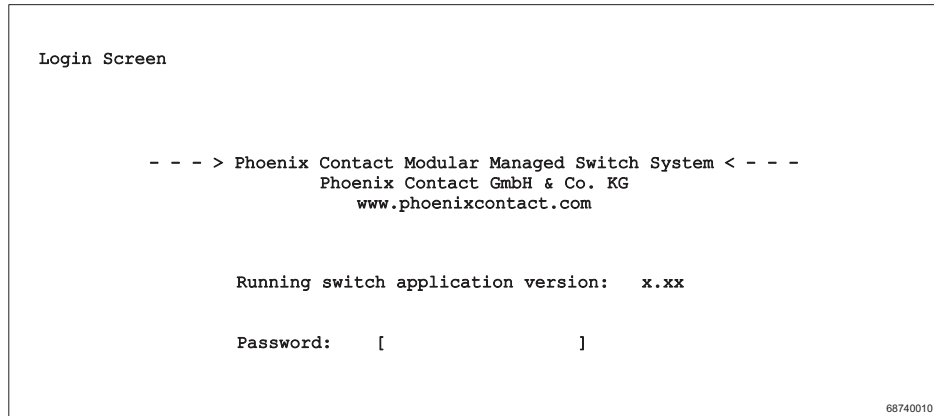 Login Screen
- - - > Phoenix Contact Modular Managed Switch System < - - -
Phoenix Contact GmbH & Co. KG
www.phoenixcontact.com
Running switch application version: x.xx
Password: [ ]
68740010